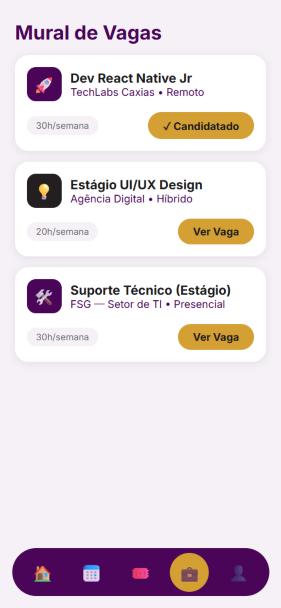 Mural de Vagas
Dev React Native Jr
TechLabs Caxias • Remoto
30h/semana
✓ Candidatado
Estágio UI/UX Design
Agência Digital • Híbrido
20h/semana
Ver Vaga
Suporte Técnico (Estágio)
FSG — Setor de TI • Presencial
30h/semana
Ver Vaga